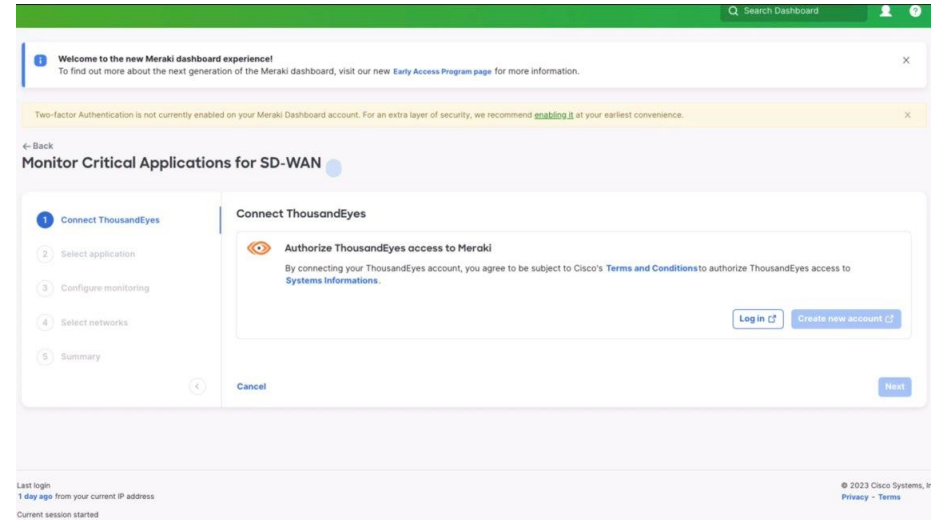 Search Dashboard
Welcome to the new Meraki dashboard experience!
To find out more about the next generation of the Meraki dashboard, visit our new Early Access Program page for more information.
Two-factor Authentication is not currently enabled on your Meraki Dashboard account. For an extra layer of security, we recommend enabling it at your earliest convenience.
← Back
Monitor Critical Applications for SD-WAN
1 Connect ThousandEyes
2 Select application
3 Configure monitoring
4 Select networks
5 Summary
Connect ThousandEyes
Authorize ThousandEyes access to Meraki
By connecting your ThousandEyes account, you agree to be subject to Cisco's Terms and Conditionsto authorize ThousandEyes access to
Systems Informations.
Log in
Create new account
Cancel
Next
Last login
1 day ago from your current IP address
Current session started
© 2023 Cisco Systems, In
Privacy - Terms